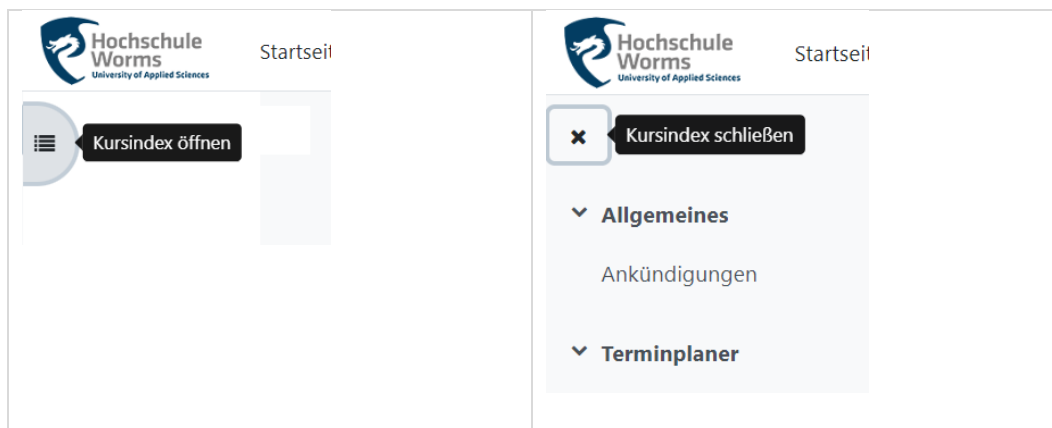 Hochschule
Worms
University of Applied Sciences
Startseit
Kursindex öffnen
Hochschule
Worms
University of Applied Sciences
Startseit
Kursindex schließen
Allgemeines
Ankündigungen
Terminplaner